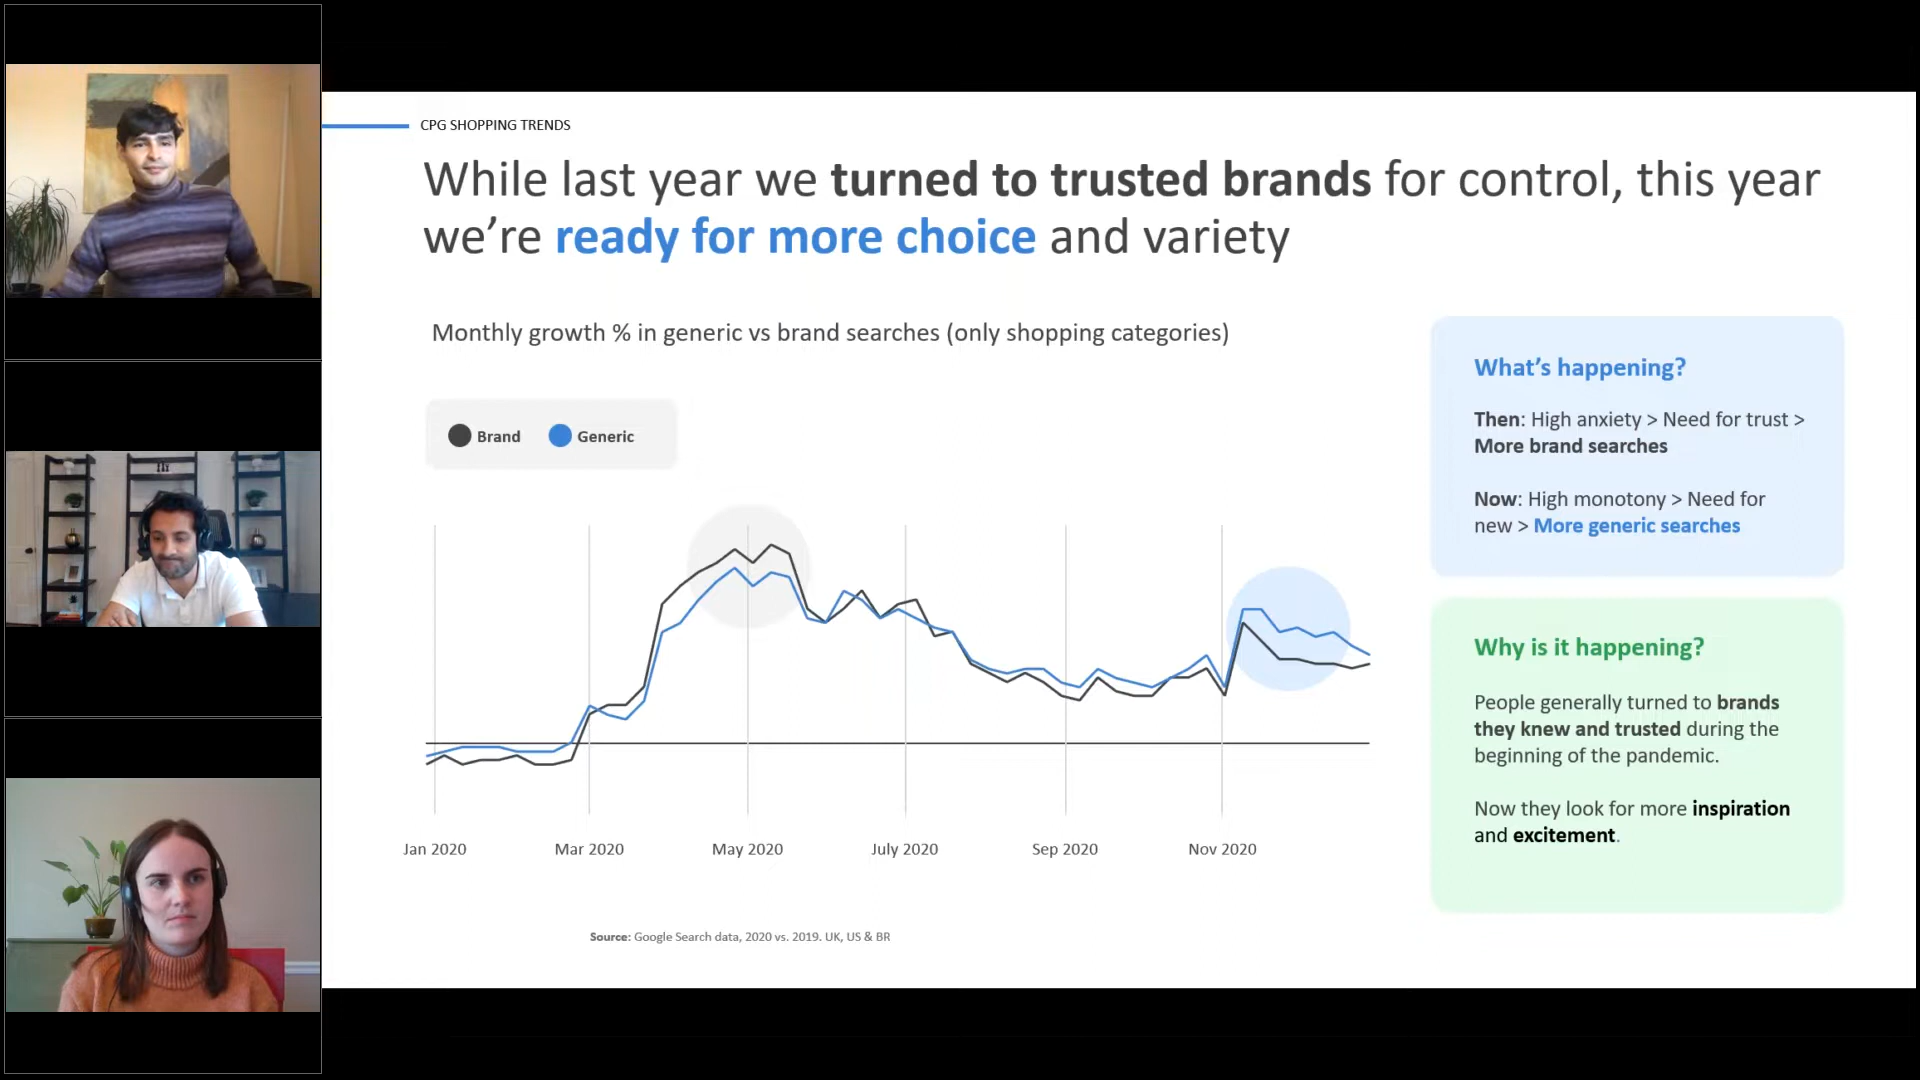 CPG SHOPPING TRENDS
While last year we turned to trusted brands for control, this year
we’re ready for more choice and variety
Monthly growth % in generic vs brand searches (only shopping categories)
Brand
Generic
Jan 2020
Mar 2020
May 2020
July 2020
Sep 2020
Nov 2020
Source: Google Search data, 2020 vs. 2019. UK, US & BR
What’s happening?
Then: High anxiety > Need for trust >
More brand searches
Now: High monotony > Need for
new > More generic searches
Why is it happening?
People generally turned to brands
they knew and trusted during the
beginning of the pandemic.
Now they look for more inspiration
and excitement.